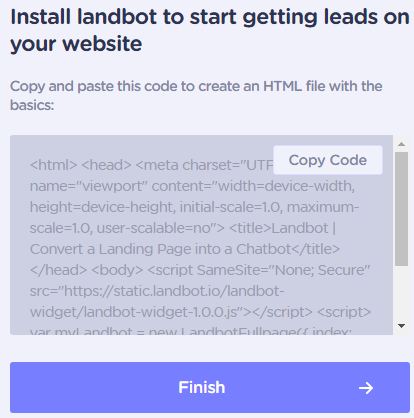 Install landbot to start getting leads on
your website
Copy and paste this code to create an HTML file with the
basics:
Copy Code
<html> <head> <meta charset="UTF
name="viewport" content="width=device-width,
height=device-height, initial-scale=1.0, maximum-
scale=1.0, user-scalable=no"> <title>Landbot |
Convert a Landing Page into a Chatbot</title>
</head> <body> <script SameSite="None; Secure"
src="https://static.landbot.io/landbot-
widget/landbot-widget-1.0.0.js"></script> <script>
var myLandbot = new LandbotFullpage({ index:
Finish